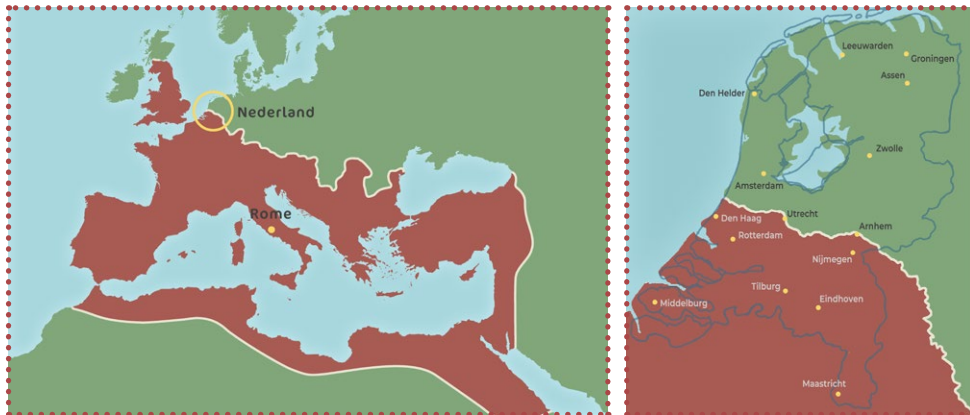 Nederland
Rome
Leeuwarden
Groningen
Assen
Den Helder
Zwolle
Amsterdam
Den Haag
Utrecht
Rotterdam
Arnhem
Nijmegen
Tilburg
Eindhoven
Middelburg
Maastricht